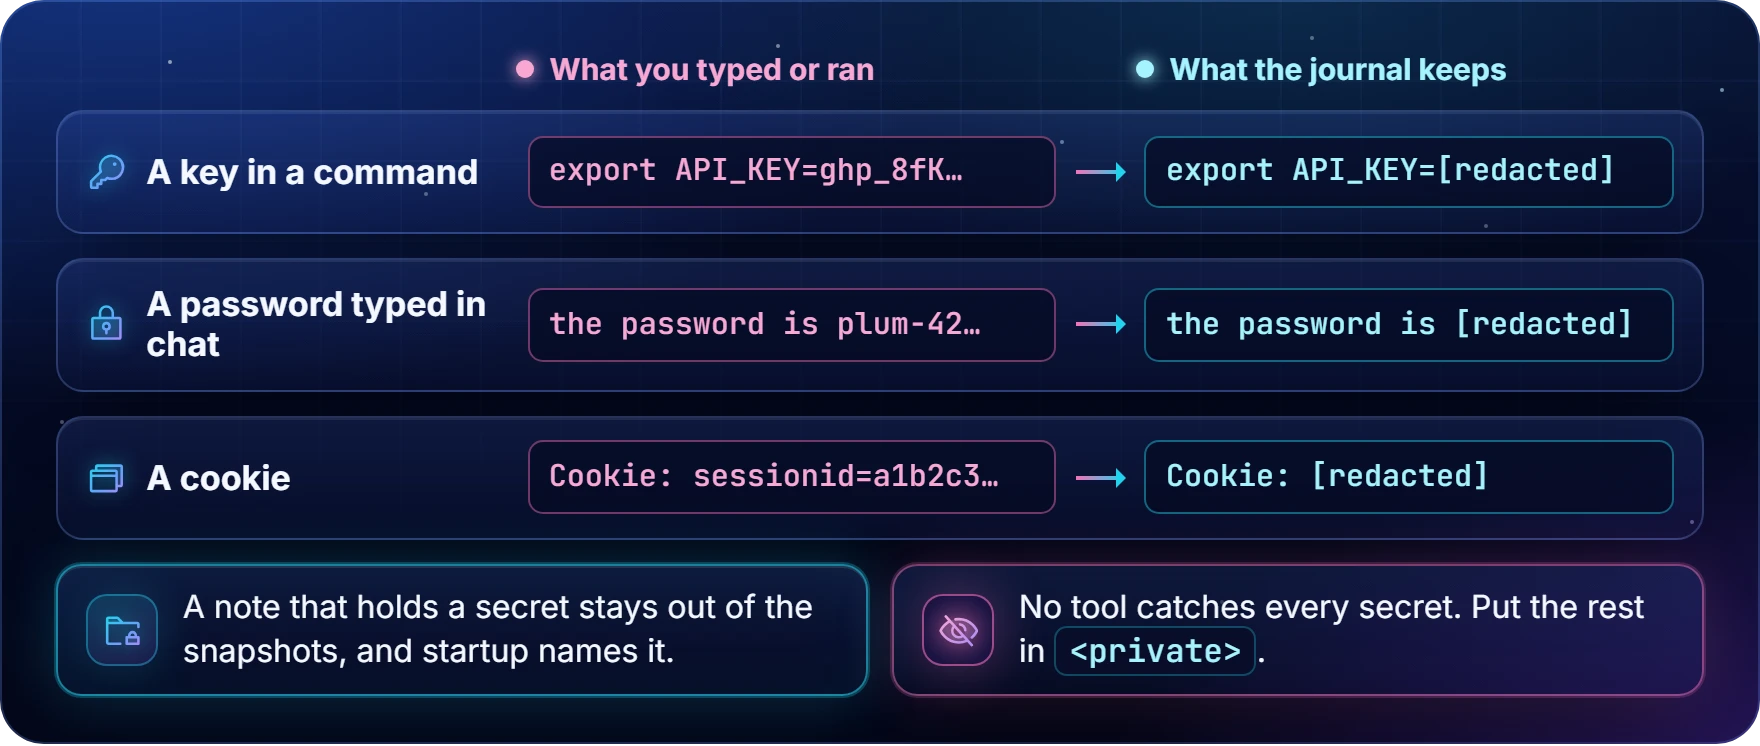 What you typed or ran
What the journal keeps
A key in a command
export API_KEY=ghp_8fK…
export API_KEY=[redacted]
A password typed in
chat
the password is plum-42…
the password is [redacted]
A cookie
Cookie: sessionid=a1b2c3…
Cookie: [redacted]
A note that holds a secret stays out of the
snapshots, and startup names it.
No tool catches every secret. Put the rest
in <private>.